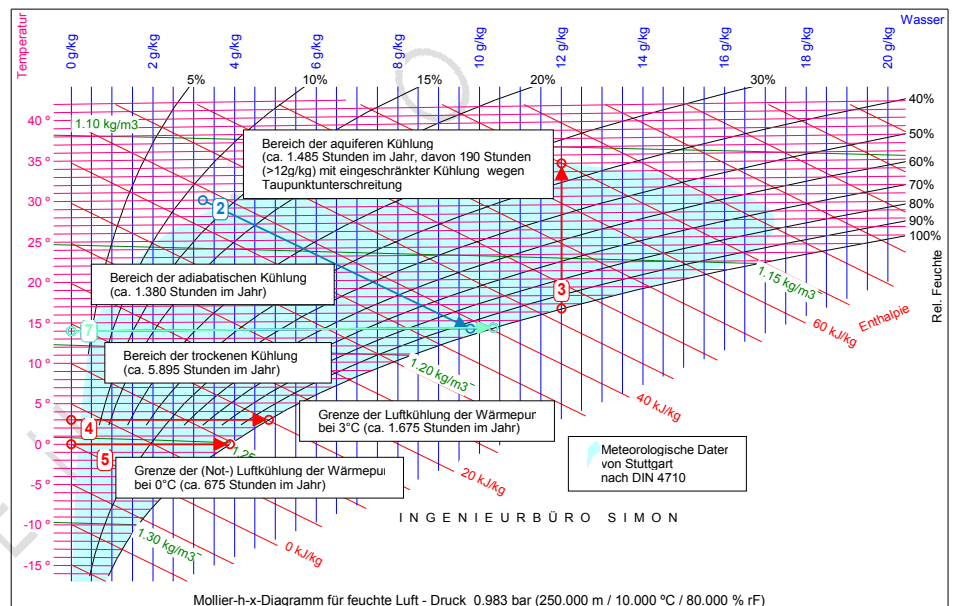 Temperatur
Wasser
0 g/kg
2 g/kg
4 g/kg
6 g/kg
8 g/kg
10 g/kg
12 g/kg
14 g/kg
16 g/kg
18 g/kg
20 g/kg
5%
10%
15%
20%
30%
40%
50%
60%
70%
80%
90%
100%
Rel. Feuchte
40 º
35 º
30 º
25 º
20 º
15 º
10 º
5 º
0 º
-5 º
-10 º
-15 º
1.10 kg/m3
Bereich der aquiferen Kühlung
(ca. 1.485 Stunden im Jahr, davon 190 Stunden
(>12g/kg) mit eingeschränkter Kühlung wegen
Taupunktunterschreitung
2
3
1.15 kg/m3
Bereich der adiabatischen Kühlung
(ca. 1.380 Stunden im Jahr)
7
60 kJ/kg
Enthalpie
Bereich der trockenen Kühlung
(ca. 5.895 Stunden im Jahr)
1.20 kg/m3
40 kJ/kg
4
Grenze der Luftkühlung der Wärmepur
bei 3°C (ca. 1.675 Stunden im Jahr)
5
1.25
Grenze der (Not-) Luftkühlung der Wärmepu
bei 0°C (ca. 675 Stunden im Jahr)
20 kJ/kg
Meteorologische Dater
von Stuttgart
nach DIN 4710
INGENIEURBÜRO SIMON
1.30 kg/m3
0 kJ/kg
Mollier-h-x-Diagramm für feuchte Luft - Druck 0.983 bar (250.000 m / 10.000 ºC / 80.000 % rF)